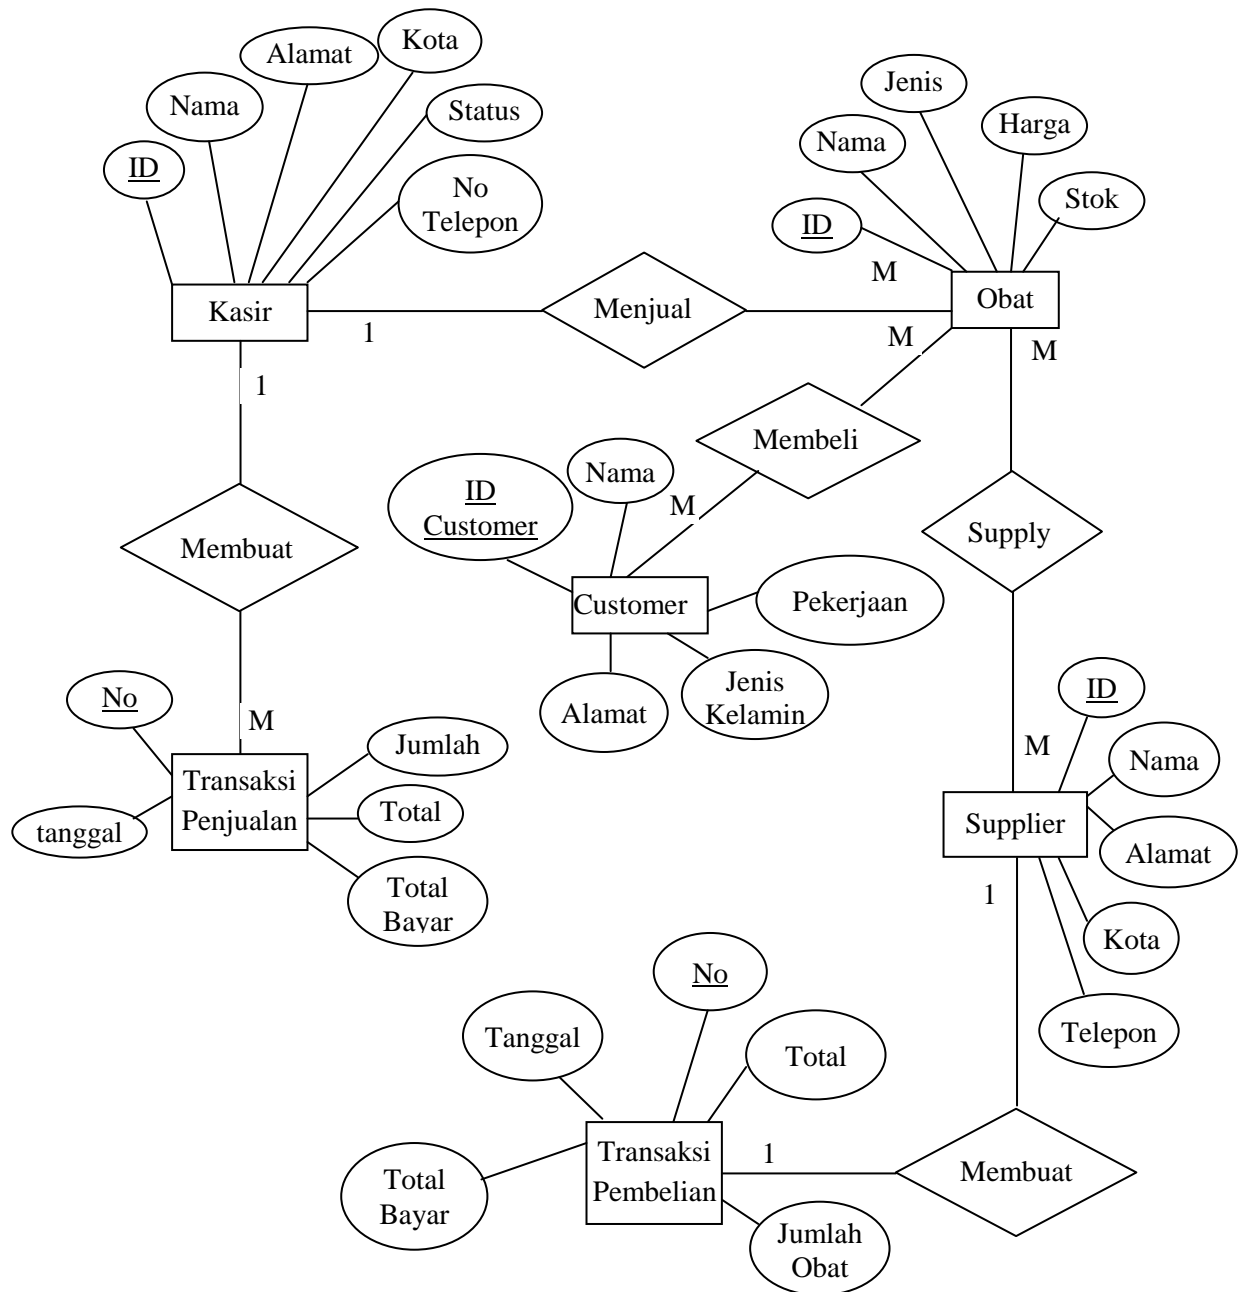 Kota
Alamat
Jenis
Nama
Status
Harga
Nama
ID
No
Telepon
Stok
ID
M
Kasir
Menjual
Obat
1
M
M
1
Membeli
Nama
ID
Customer
M
Supply
Membuat
Customer
Pekerjaan
Jenis
Kelamin
Alamat
ID
No
M
Jumlah
M
Nama
Transaksi
Penjualan
Total
tanggal
Supplier
Alamat
Total
Bayar
1
Kota
No
Tanggal
Total
Telepon
Transaksi
Pembelian
1
Membuat
Total
Bayar
Jumlah
Obat